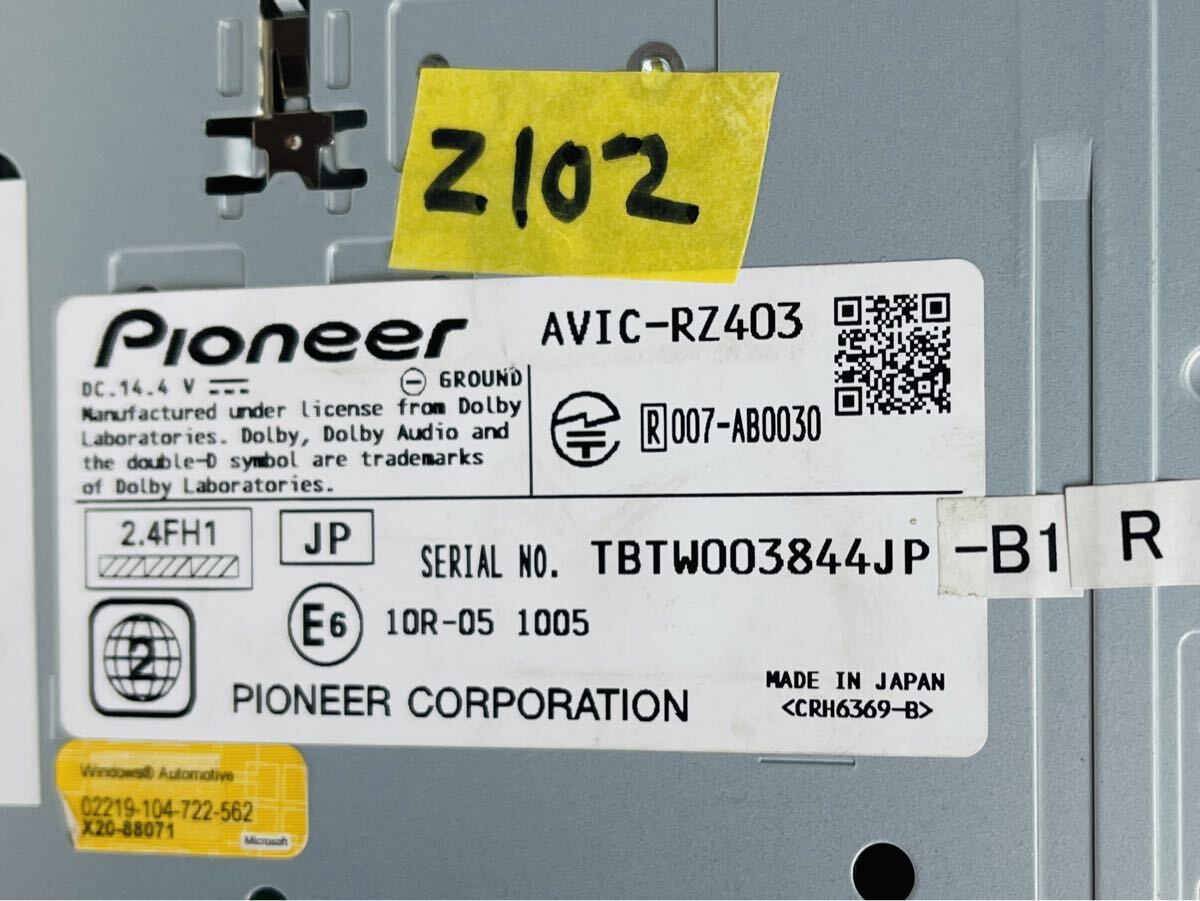 Z102
Pioneer
AVIC-RZ403
DC.14.4 V
GROUND
Manufactured under license from Dolby
Laboratories. Dolby, Dolby Audio and
the double-D symbol are trademarks
of Dolby Laboratories.
R 007-AB0030
2.4FH1
JP
SERIAL NO. TBTW003844JP -B1 R
2
E6 10R-05 1005
PIONEER CORPORATION
MADE IN JAPAN
<CRH6369-B>
Windows® Automotive
02219-104-722-562
X20-88071
Microsoft